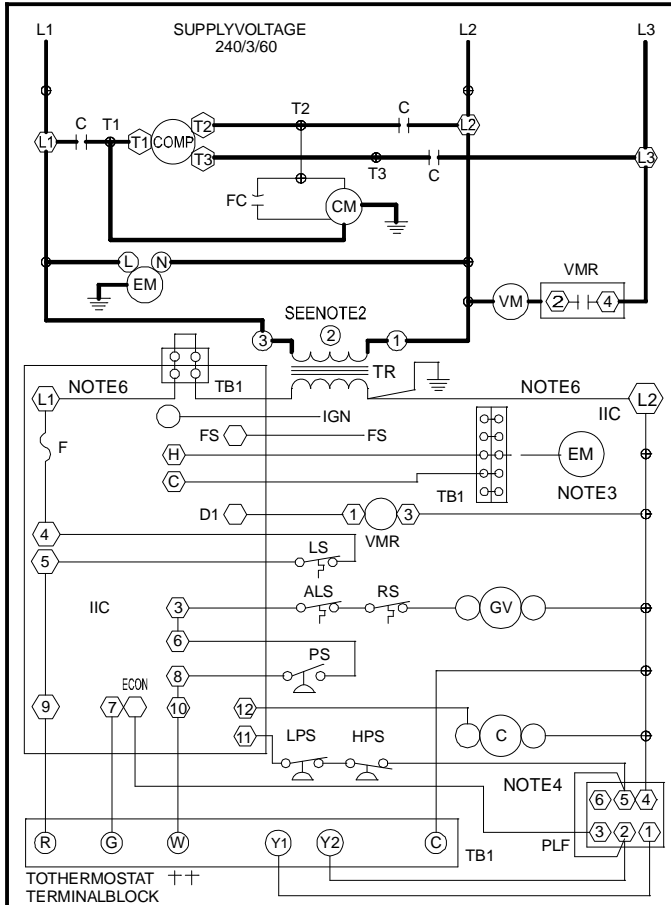 L1 SUPPLYVOLTAGE L2 L3
240/3/60
C T1 T2 C
L1 T1 COMP T2 L2
T3 T3 C L3
FC CM
L EM N VMR
VM 2 4
SEENOTE2
3 2 1
TR
NOTE6 TB1 NOTE6
L1 IGN L2
IIC
F FS FS
H EM
C TB1 NOTE3
D1 1 3
VMR
4 LS
5
ALS RS
IIC 3 GV
6 PS
8
ECON
9 7 10 12 C
11 LPS HPS
NOTE4
6 5 4
3 2 1
PLF
R G W Y1 Y2 C
TB1
TOTHERMOSTAT ++
TERMINALBLOCK